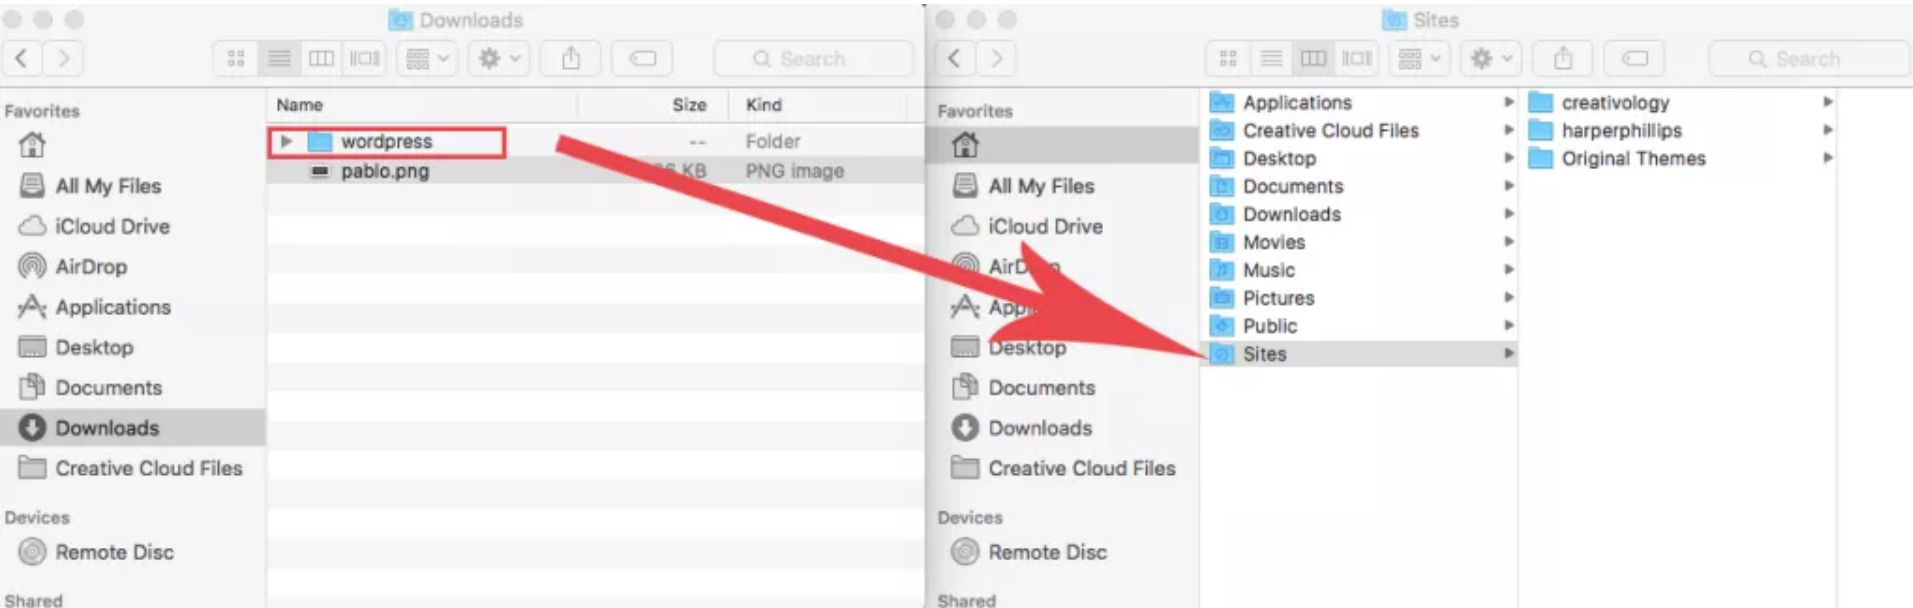 Downloads
Search
Favorites
All My Files
iCloud Drive
AirDrop
Applications
Desktop
Documents
Downloads
Creative Cloud Files
Devices
Remote Disc
Shared
Name Size Kind
wordpress -- Folder
pablo.png KB PNG image
Sites
Search
Favorites
All My Files
iCloud Drive
Desktop
Documents
Downloads
Creative Cloud Files
Devices
Remote Disc
Shared
Applications
Creative Cloud Files
Desktop
Documents
Downloads
Movies
Music
Pictures
Public
Sites
creativology
harperphillips
Original Themes